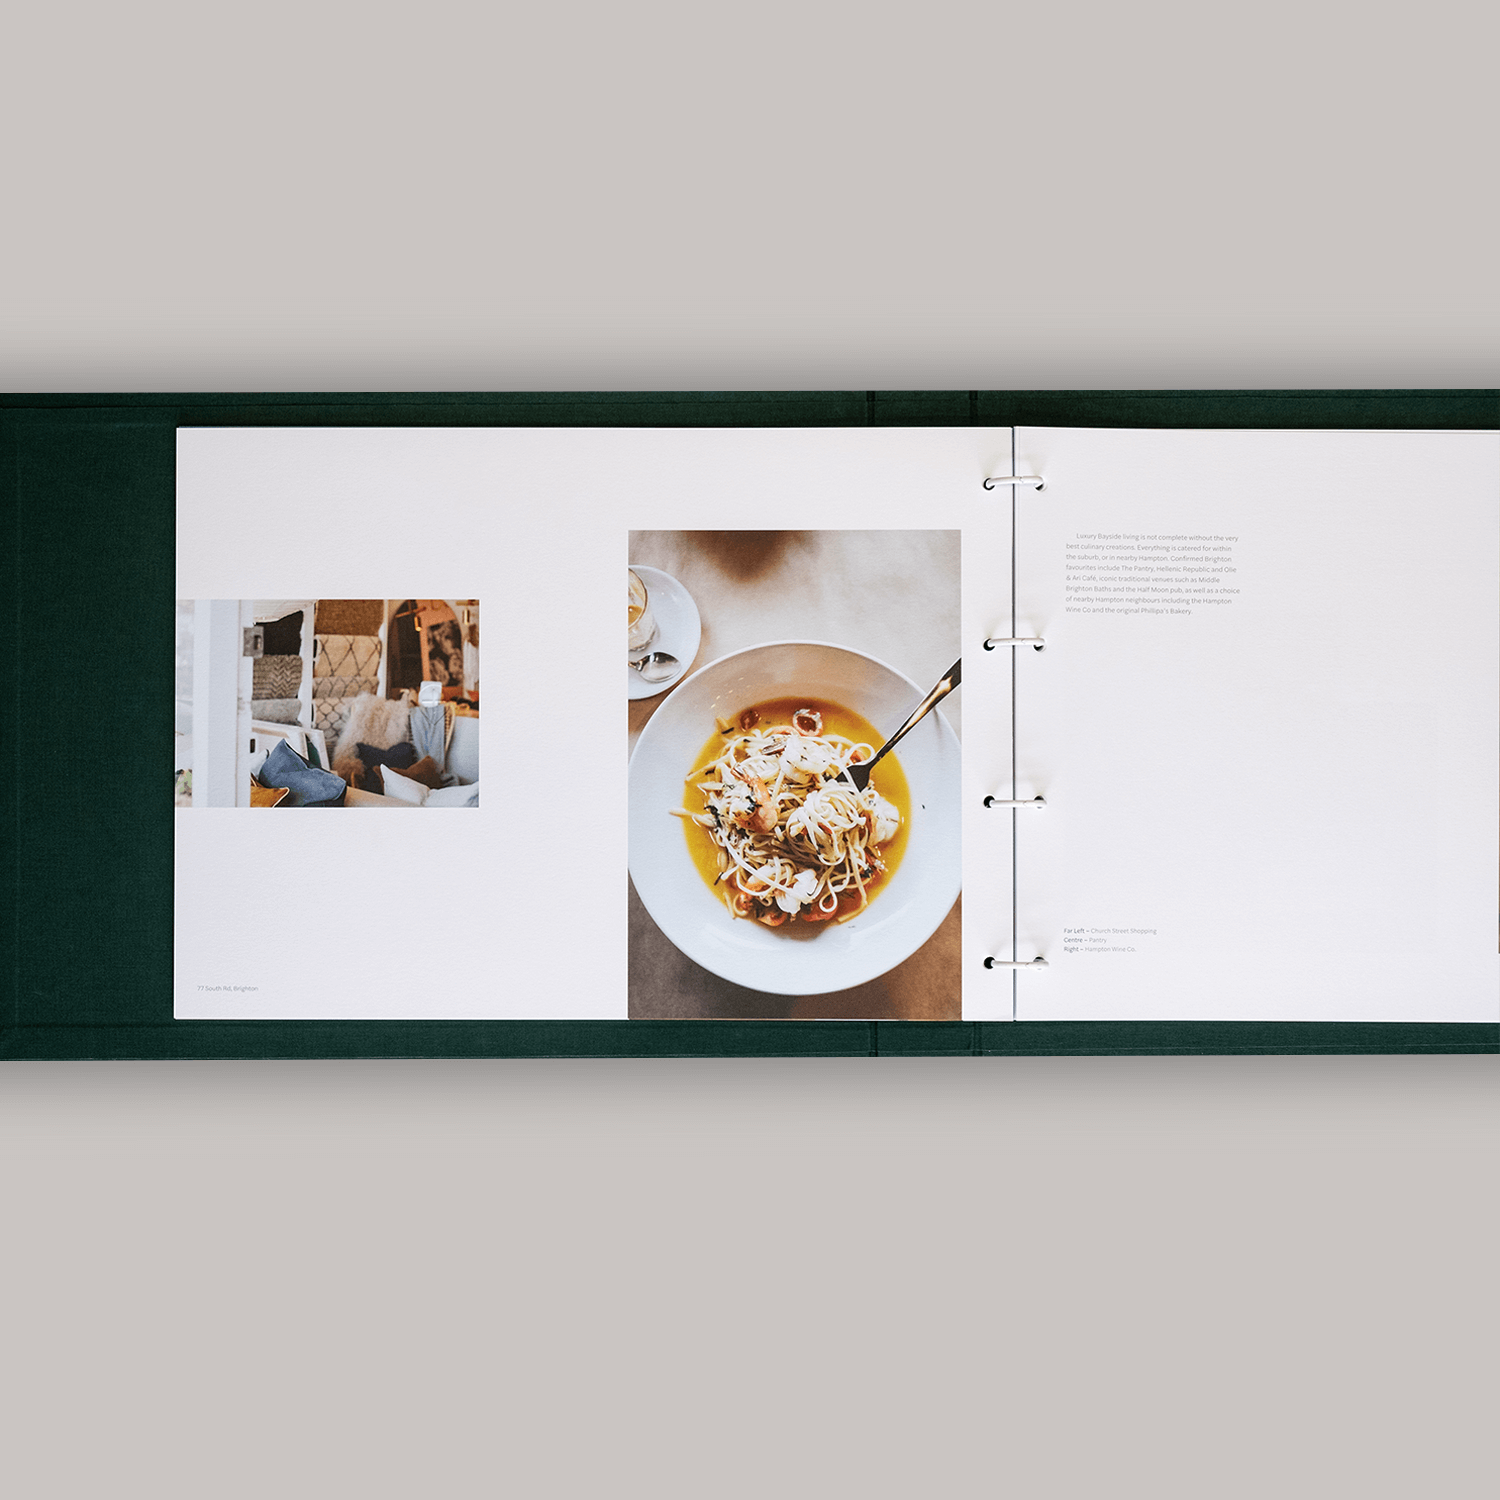 77 South Rd, Brighton
Luxury Bayside living is not complete without the very
best culinary creations. Everything is catered for within
the suburb, or in nearby Hampton. Confirmed Brighton
favourites include The Pantry, Hellenic Republic and Olie
& Ari Café, iconic traditional venues such as Middle
Brighton Baths and the Half Moon pub, as well as a choice
of nearby Hampton neighbours including the Hampton
Wine Co and the original Phillipa's Bakery.
Far Left – Church Street Shopping
Centre – Pantry
Right – Hampton Wine Co.